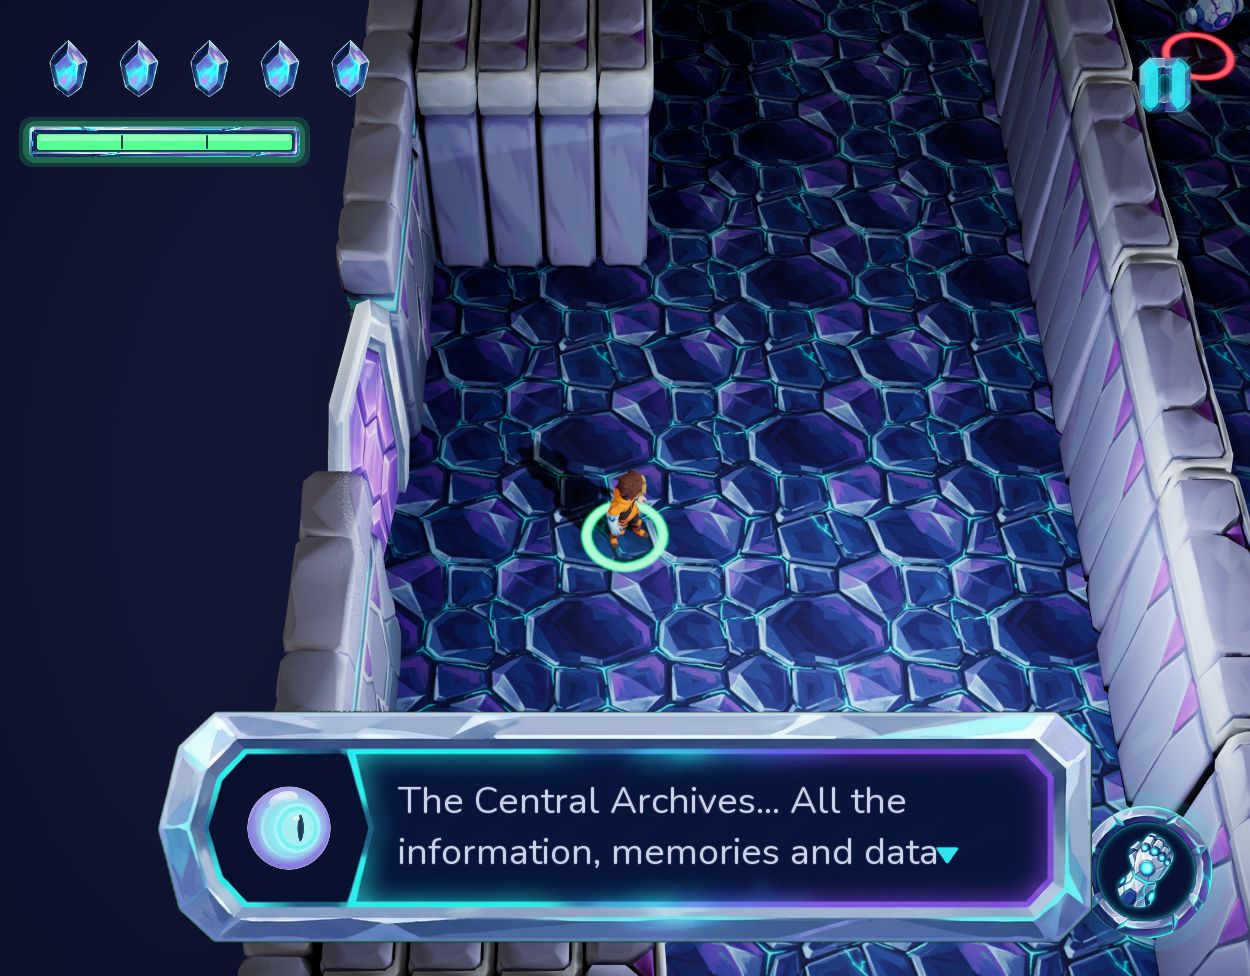 The Central Archives... All the
information, memories and data